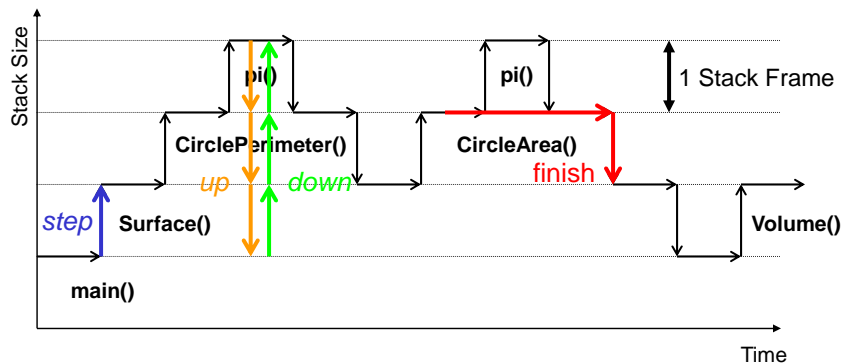 Stack Size
pi()
pi()
1 Stack Frame
CirclePerimeter()
CircleArea()
up
down
finish
step
Surface()
Volume()
main()
Time